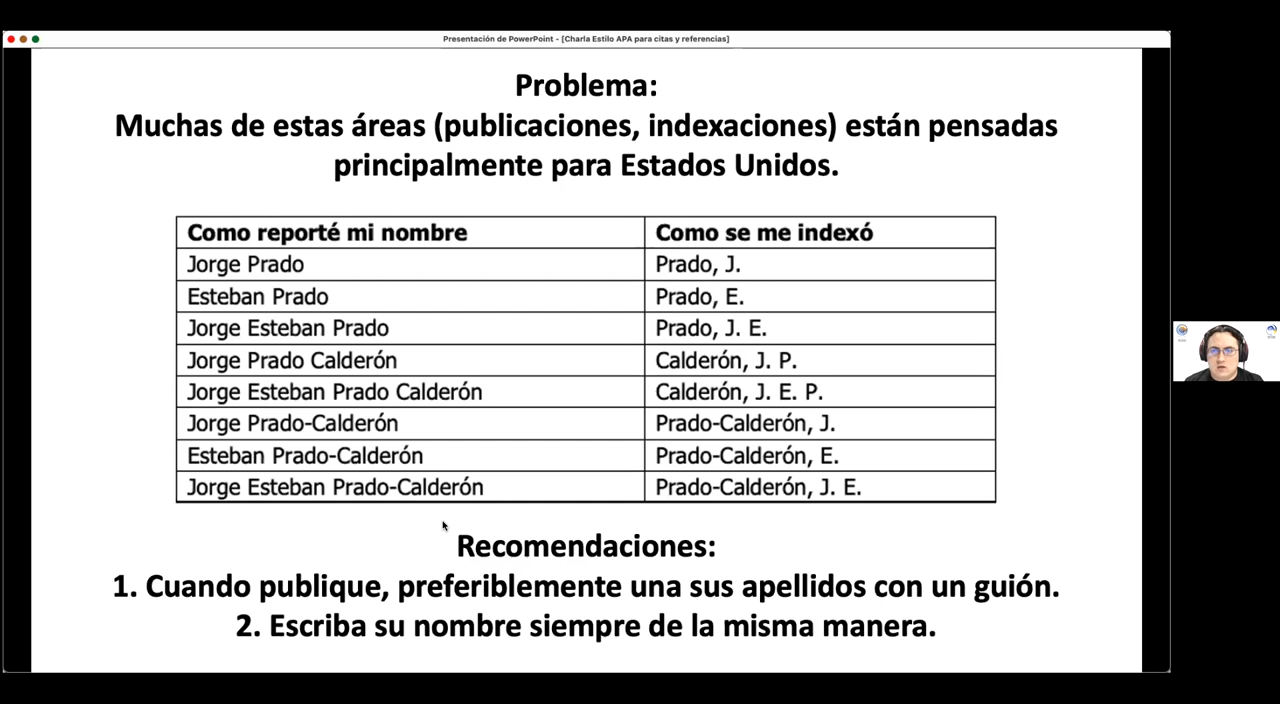 Presentación de PowerPoint - [Charla Estilo APA para citas y referencias]
Problema:
Muchas de estas áreas (publicaciones, indexaciones) están pensadas
principalmente para Estados Unidos.
Como reporté mi nombre Como se me indexó
Jorge Prado Prado, J.
Esteban Prado Prado, E.
Jorge Esteban Prado Prado, J. E.
Jorge Prado Calderón Calderón, J. P.
Jorge Esteban Prado Calderón Calderón, J. E. P.
Jorge Prado-Calderón Prado-Calderón, J.
Esteban Prado-Calderón Prado-Calderón, E.
Jorge Esteban Prado-Calderón Prado-Calderón, J. E.
Recomendaciones:
1. Cuando publique, preferiblemente una sus apellidos con un guión.
2. Escriba su nombre siempre de la misma manera.